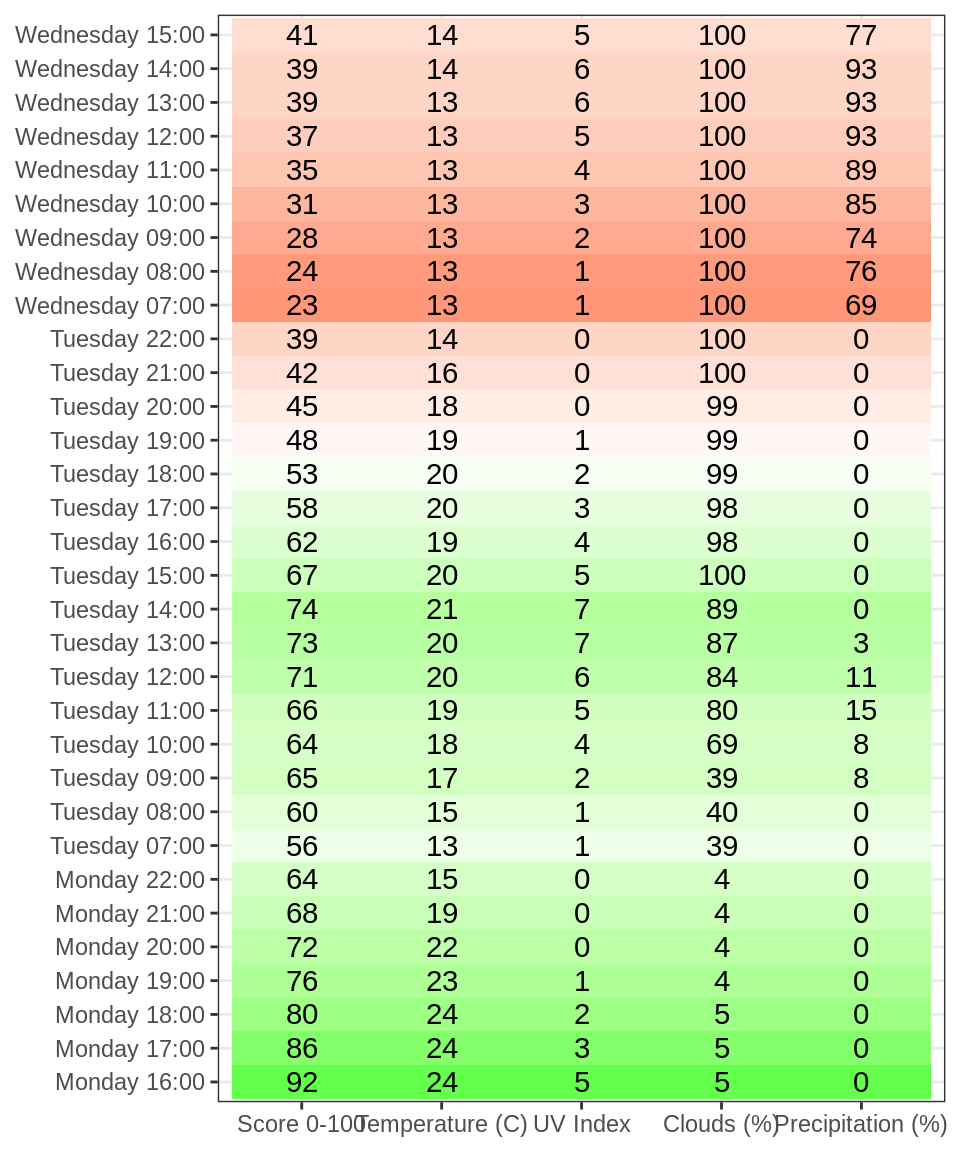 Wednesday 15:00 41 14 5 100 77
Wednesday 14:00 39 14 6 100 93
Wednesday 13:00 39 13 6 100 93
Wednesday 12:00 37 13 5 100 93
Wednesday 11:00 35 13 4 100 89
Wednesday 10:00 31 13 3 100 85
Wednesday 09:00 28 13 2 100 74
Wednesday 08:00 24 13 1 100 76
Wednesday 07:00 23 13 1 100 69
Tuesday 22:00 39 14 0 100 0
Tuesday 21:00 42 16 0 100 0
Tuesday 20:00 45 18 0 99 0
Tuesday 19:00 48 19 1 99 0
Tuesday 18:00 53 20 2 99 0
Tuesday 17:00 58 20 3 98 0
Tuesday 16:00 62 19 4 98 0
Tuesday 15:00 67 20 5 100 0
Tuesday 14:00 74 21 7 89 0
Tuesday 13:00 73 20 7 87 3
Tuesday 12:00 71 20 6 84 11
Tuesday 11:00 66 19 5 80 15
Tuesday 10:00 64 18 4 69 8
Tuesday 09:00 65 17 2 39 8
Tuesday 08:00 60 15 1 40 0
Tuesday 07:00 56 13 1 39 0
Monday 22:00 64 15 0 4 0
Monday 21:00 68 19 0 4 0
Monday 20:00 72 22 0 4 0
Monday 19:00 76 23 1 4 0
Monday 18:00 80 24 2 5 0
Monday 17:00 86 24 3 5 0
Monday 16:00 92 24 5 5 0
Score 0-100 Temperature (C) UV Index Clouds (%) Precipitation (%)